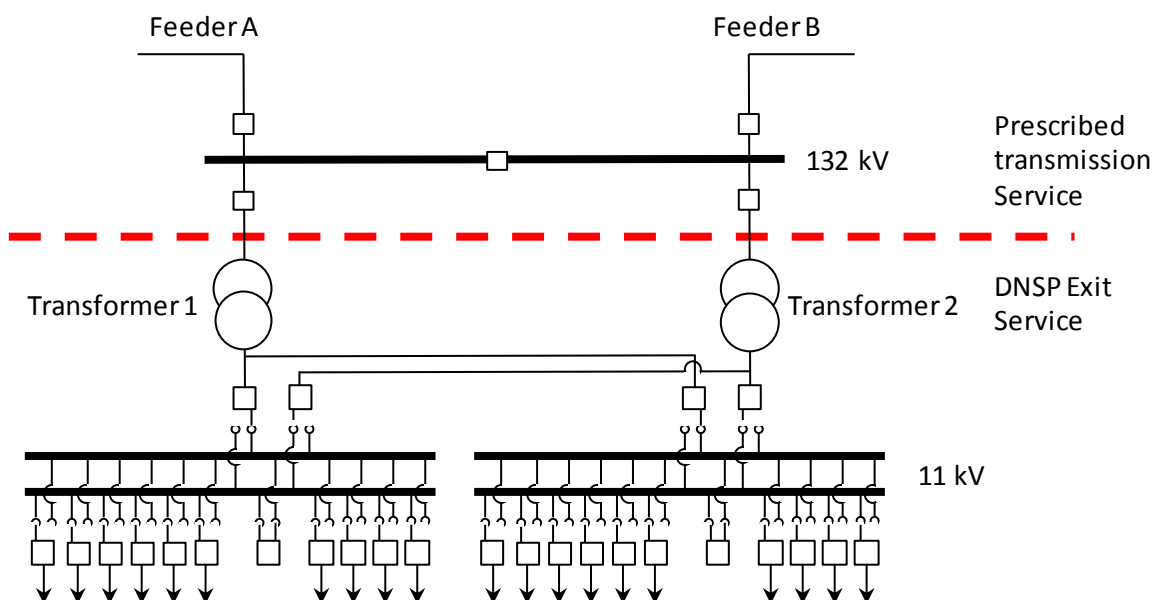 Feeder A
Feeder B
Prescribed
transmission
Service
132 kV
Transformer 1
Transformer 2
DNSP Exit
Service
11 kV